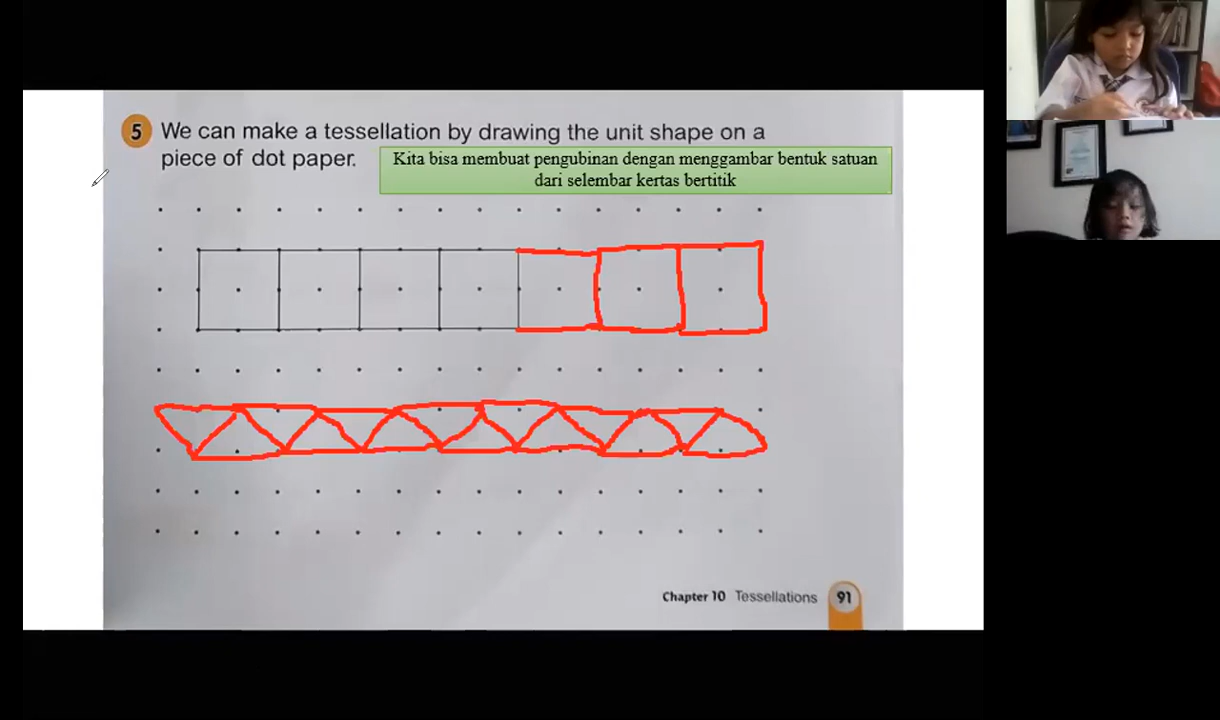 5 We can make a tessellation by drawing the unit shape on a
piece of dot paper.
Kita bisa membuat pengubinan dengan menggambar bentuk satuan
dari selembar kertas bertitik
Chapter 10 Tessellations 91